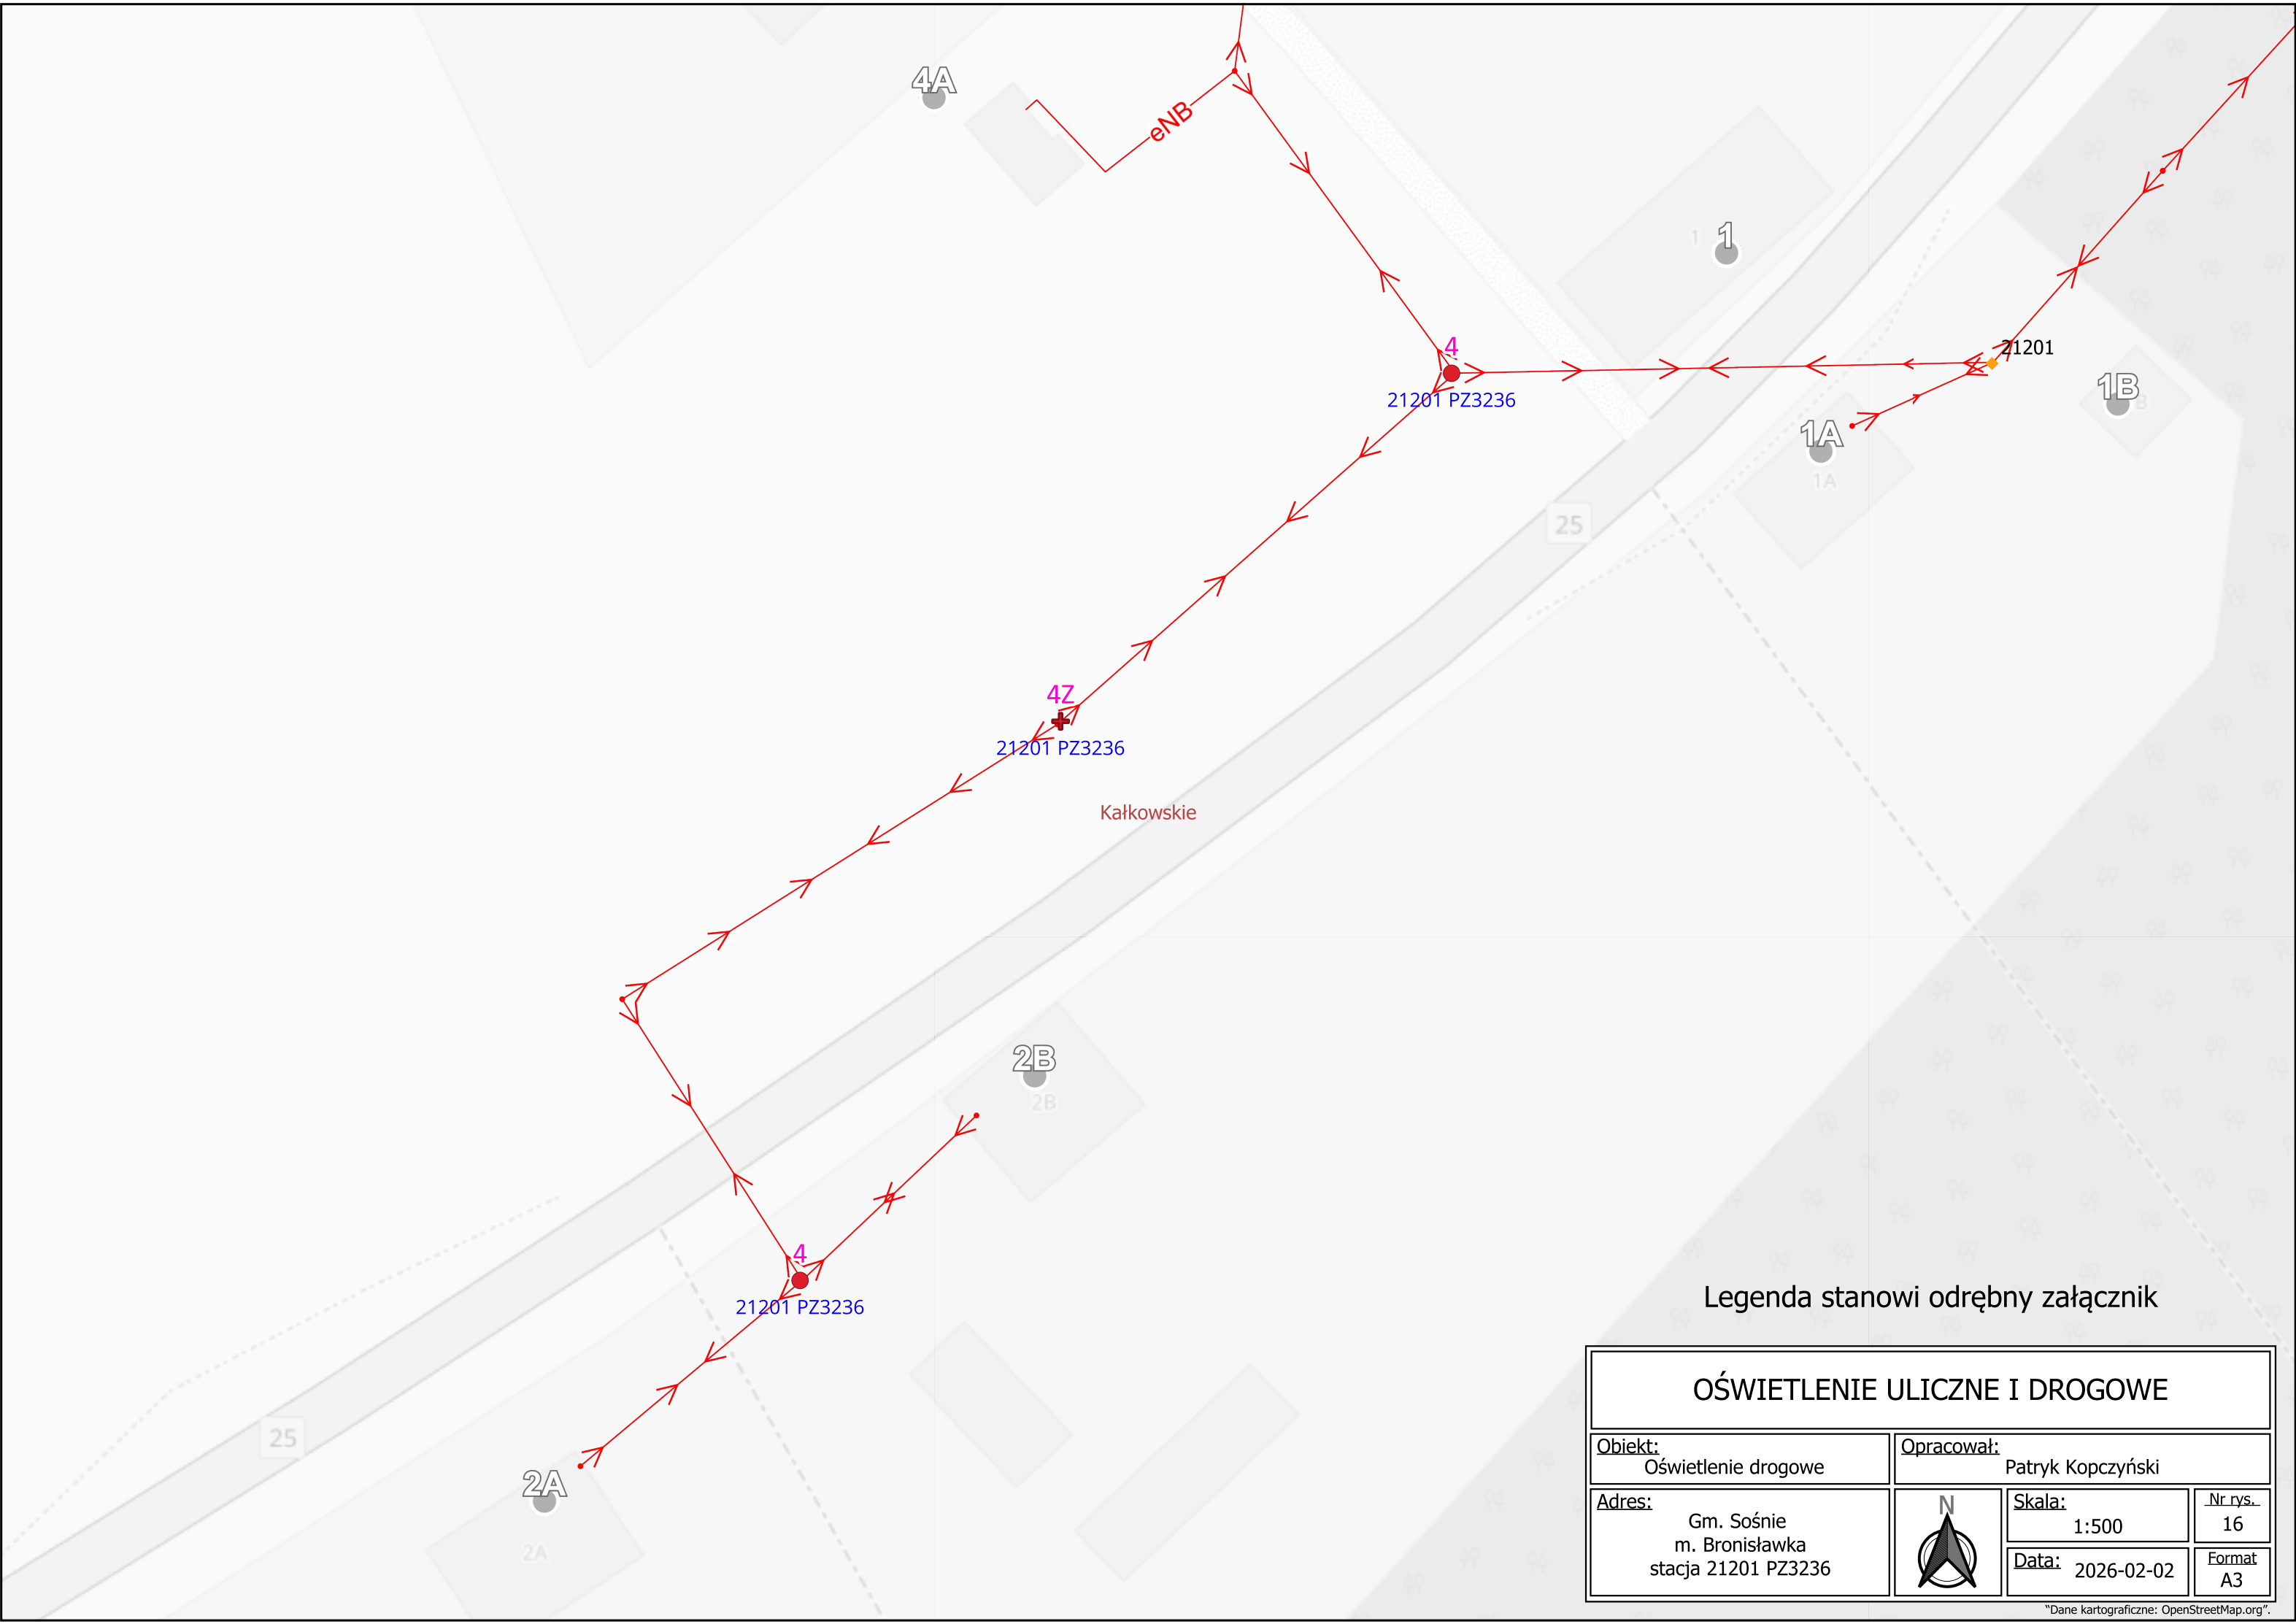 4A
eNB
1
1
4
21201 PZ3236
21201
1B
B
1A
1A
25
4Z
21201 PZ3236
Kałkowskie
2B
2B
4
21201 PZ3236
25
2A
2A
Legenda stanowi odrębny załącznik
OŚWIETLENIE ULICZNE I DROGOWE
Obiekt:
Oświetlenie drogowe
Opracował:
Patryk Kopczyński
Adres:
Gm. Sośnie
m. Bronisławka
stacja 21201 PZ3236
N
Skala:
1:500
Nr rys.
16
Data: 2026-02-02
Format
A3
"Dane kartograficzne: OpenStreetMap.org".